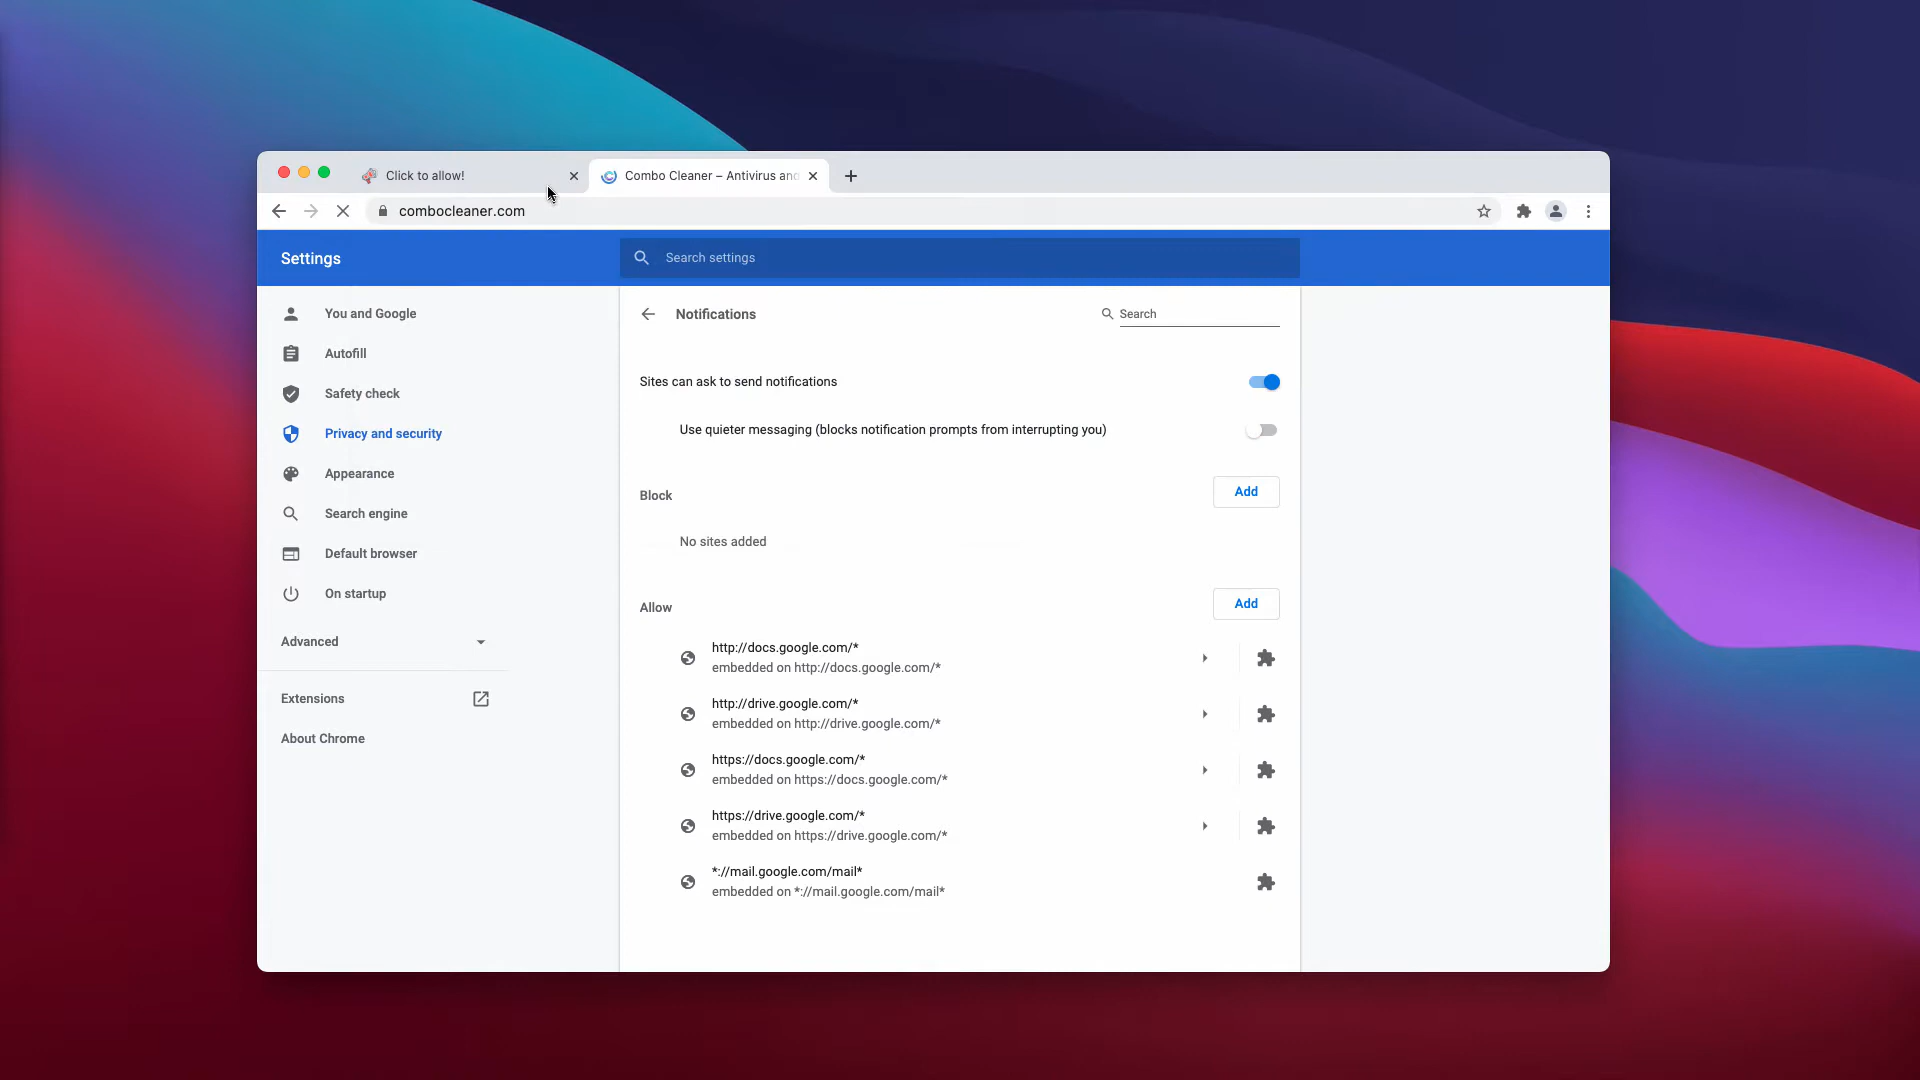 Click to allow!
Combo Cleaner – Antivirus and
combocleaner.com
Settings
Search settings
You and Google
Autofill
Safety check
Privacy and security
Appearance
Search engine
Default browser
On startup
Advanced
Extensions
About Chrome
Notifications
Search
Sites can ask to send notifications
Use quieter messaging (blocks notification prompts from interrupting you)
Block
Add
No sites added
Allow
Add
http://docs.google.com/*
embedded on http://docs.google.com/*
http://drive.google.com/*
embedded on http://drive.google.com/*
https://docs.google.com/*
embedded on https://docs.google.com/*
https://drive.google.com/*
embedded on https://drive.google.com/*
*://mail.google.com/mail*
embedded on *://mail.google.com/mail*